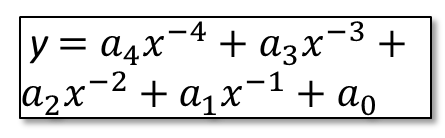 y = a₄x⁻⁴ + a₃x⁻³ +
a₂x⁻² + a₁x⁻¹ + a₀